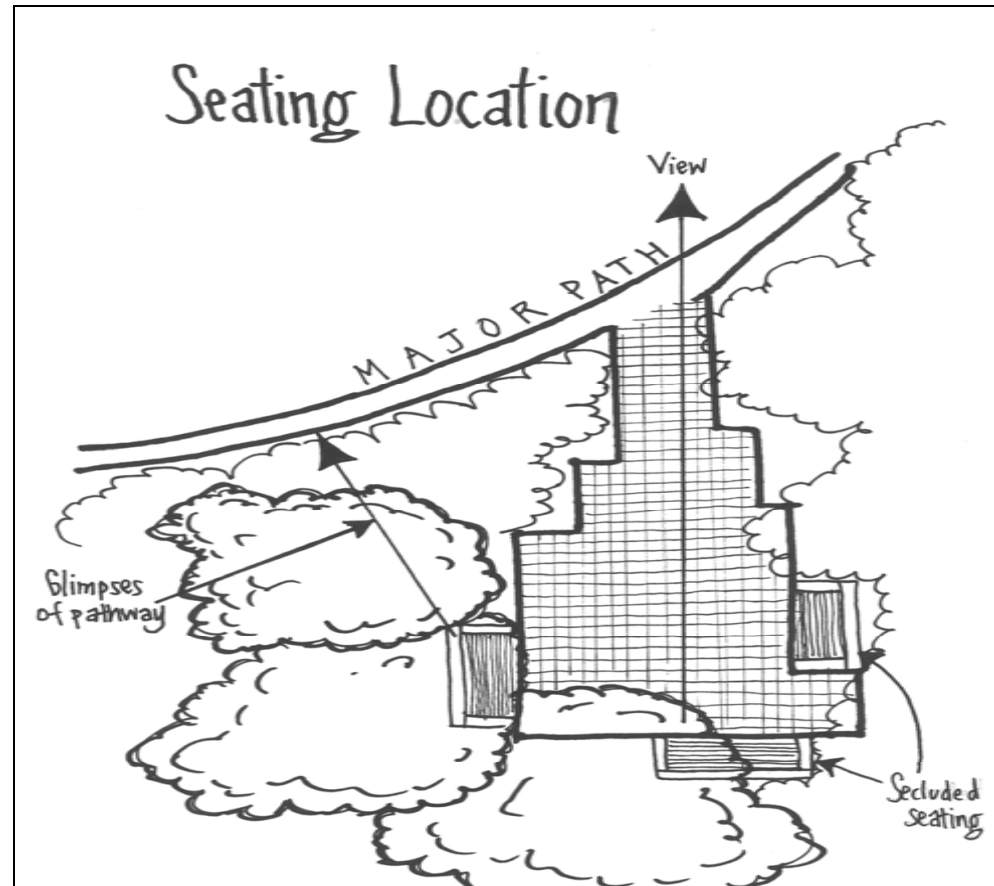 Seating Location
View
MAJOR PATH
Glimpses
of pathway
Secluded
seating